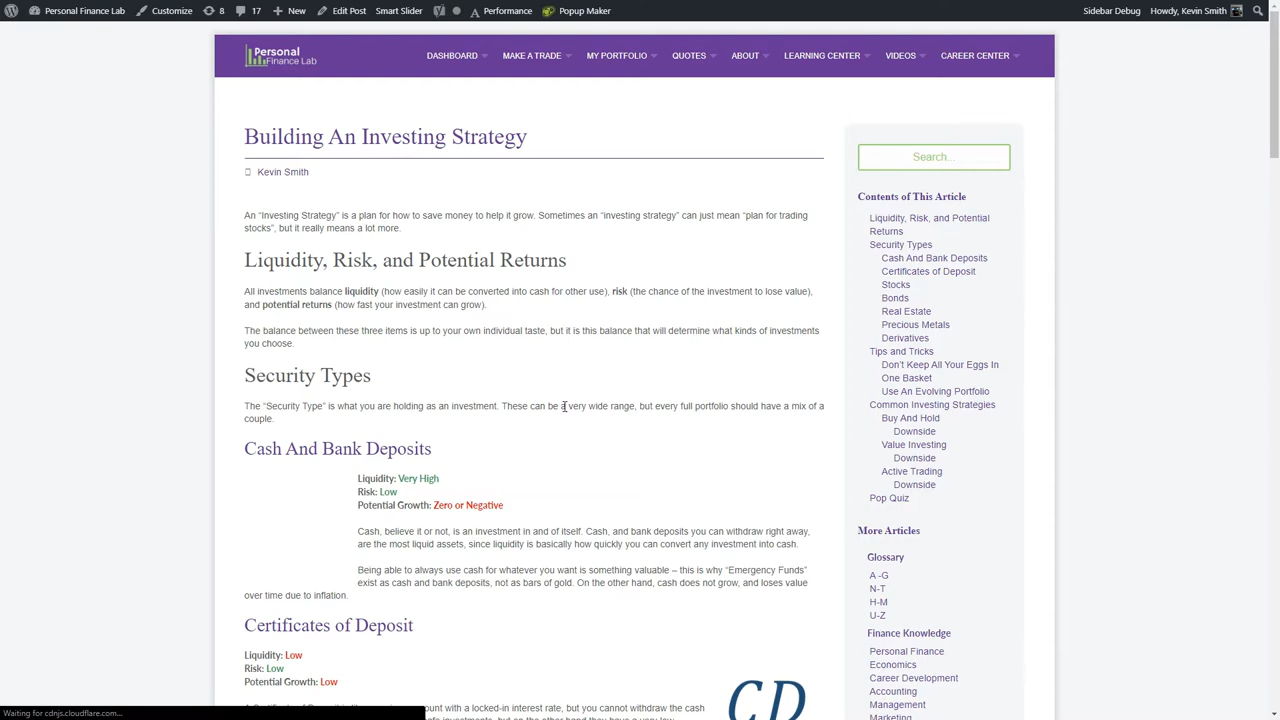 Kevin Smith Customize 8 17 New Edit Post Smart Slider Performance Popup Maker Sidebar Debug Howdy, Kevin Smith
Personal
Finance Lab
DASHBOARD MAKE A TRADE MY PORTFOLIO QUOTES ABOUT LEARNING CENTER VIDEOS CAREER CENTER
Building An Investing Strategy
Kevin Smith
An “Investing Strategy” is a plan for how to save money to help it grow. Sometimes an “investing strategy” can just mean “plan for trading
stocks”, but it really means a lot more.
Liquidity, Risk, and Potential Returns
All investments balance liquidity (how easily it can be converted into cash for other use), risk (the chance of the investment to lose value),
and potential returns (how fast your investment can grow).
The balance between these three items is up to your own individual taste, but it is this balance that will determine what kinds of investments
you choose.
Security Types
The “Security Type” is what you are holding as an investment. These can be a very wide range, but every full portfolio should have a mix of a
couple.
Cash And Bank Deposits
Liquidity: Very High
Risk: Low
Potential Growth: Zero or Negative
Cash, believe it or not, is an investment in and of itself. Cash, and bank deposits you can withdraw right away,
are the most liquid assets, since liquidity is basically how quickly you can convert any investment into cash.
Being able to always use cash for whatever you want is something valuable – this is why “Emergency Funds”
exist as cash and bank deposits, not as bars of gold. On the other hand, cash does not grow, and loses value
over time due to inflation.
Certificates of Deposit
Liquidity: Low
Risk: Low
Potential Growth: Low
CD
Search...
Contents of This Article
Liquidity, Risk, and Potential
Returns
Security Types
Cash And Bank Deposits
Certificates of Deposit
Stocks
Bonds
Real Estate
Precious Metals
Derivatives
Tips and Tricks
Don’t Keep All Your Eggs In
One Basket
Use An Evolving Portfolio
Common Investing Strategies
Buy And Hold
Downside
Value Investing
Downside
Active Trading
Downside
Pop Quiz
More Articles
Glossary
A -G
N-T
H-M
U-Z
Finance Knowledge
Personal Finance
Economics
Career Development
Accounting
Management
Marketing
Waiting for cdnjs.cloudflare.com...